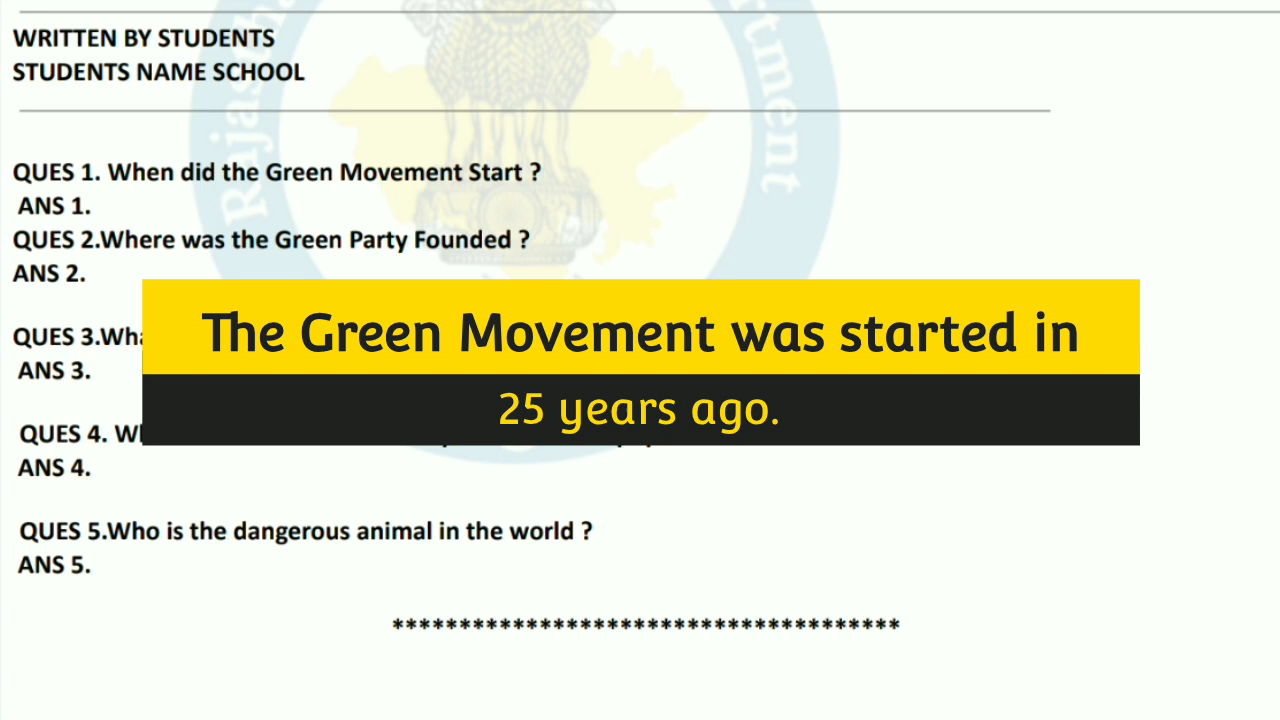 WRITTEN BY STUDENTS
STUDENTS NAME SCHOOL
QUES 1. When did the Green Movement Start ?
ANS 1.
QUES 2.Where was the Green Party Founded ?
ANS 2.
The Green Movement was started in
25 years ago.
QUES 3.
ANS 3.
QUES 4.
ANS 4.
QUES 5.Who is the dangerous animal in the world ?
ANS 5.
**************************************